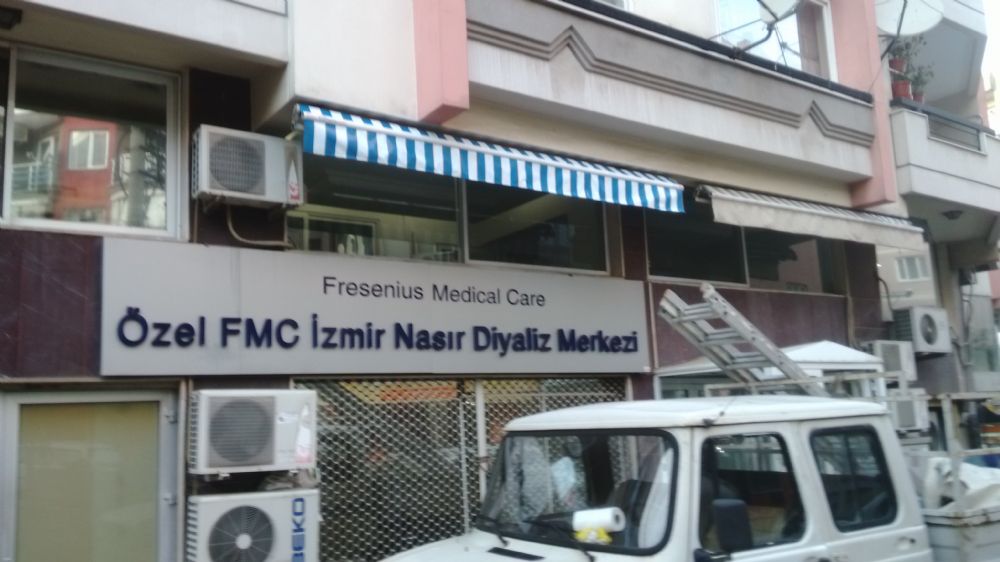 Fresenius Medical Care
Özel FMC İzmir Nasır Diyaliz Merkezi
BEKO